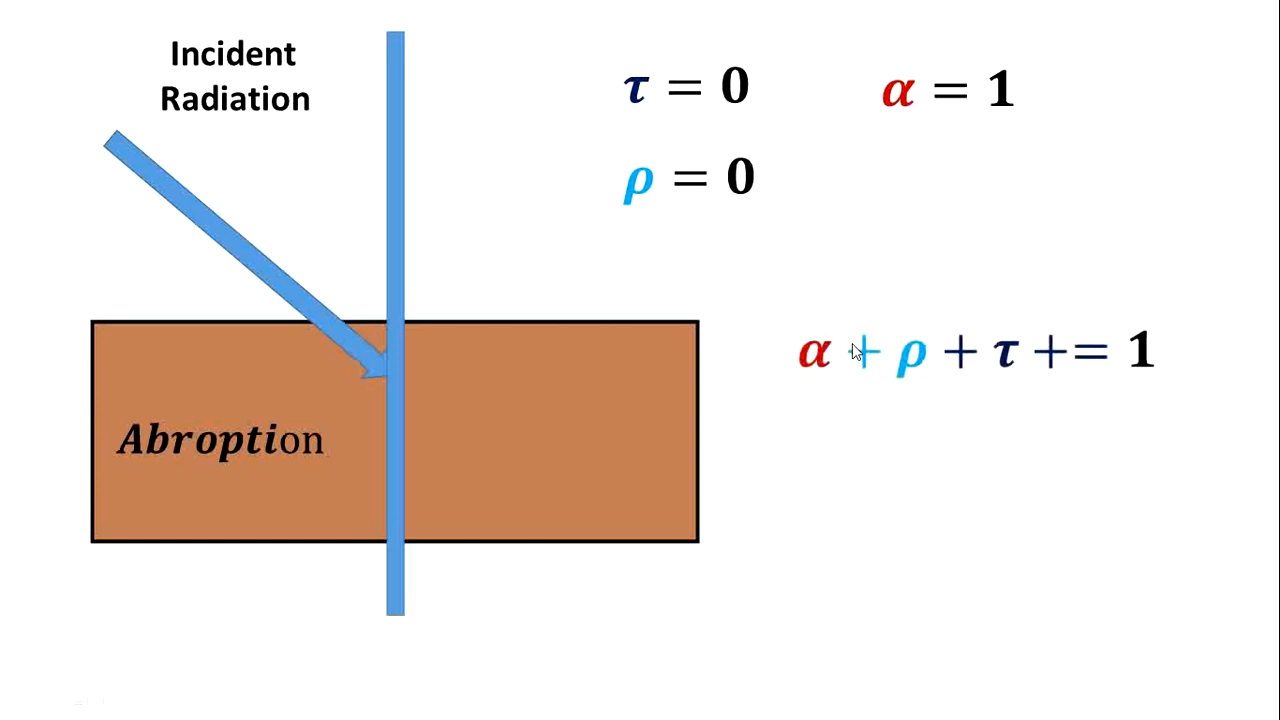 Incident
Radiation
τ = 0
α = 1
ρ = 0
α + ρ + τ += 1
Abroption